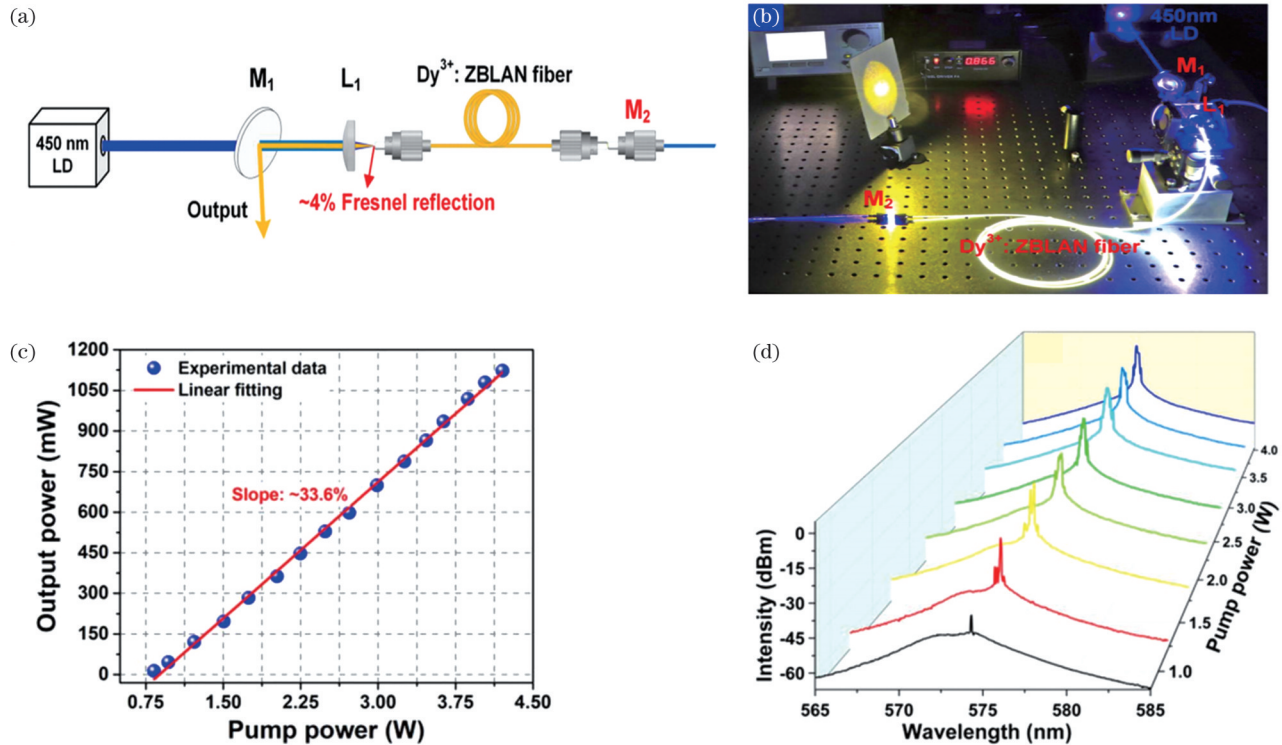 (a)
M₁
L₁
Dy³⁺: ZBLAN fiber
M₂
450 nm
LD
Output
~4% Fresnel reflection
(b)
450nm
LD
M₁
L₁
0.866
M₂
Dy³⁺: ZBLAN fiber
(c)
Output power (mW)
1200
1050
900
750
600
450
300
150
0
Experimental data
Linear fitting
Slope: ~33.6%
0.75 1.50 2.25 3.00 3.75 4.50
Pump power (W)
(d)
Intensity (dBm)
0
-15
-30
-45
-60
565 570 575 580 585
Wavelength (nm)
4.0
3.5
3.0
2.5
2.0
1.5
1.0
Pump power (W)